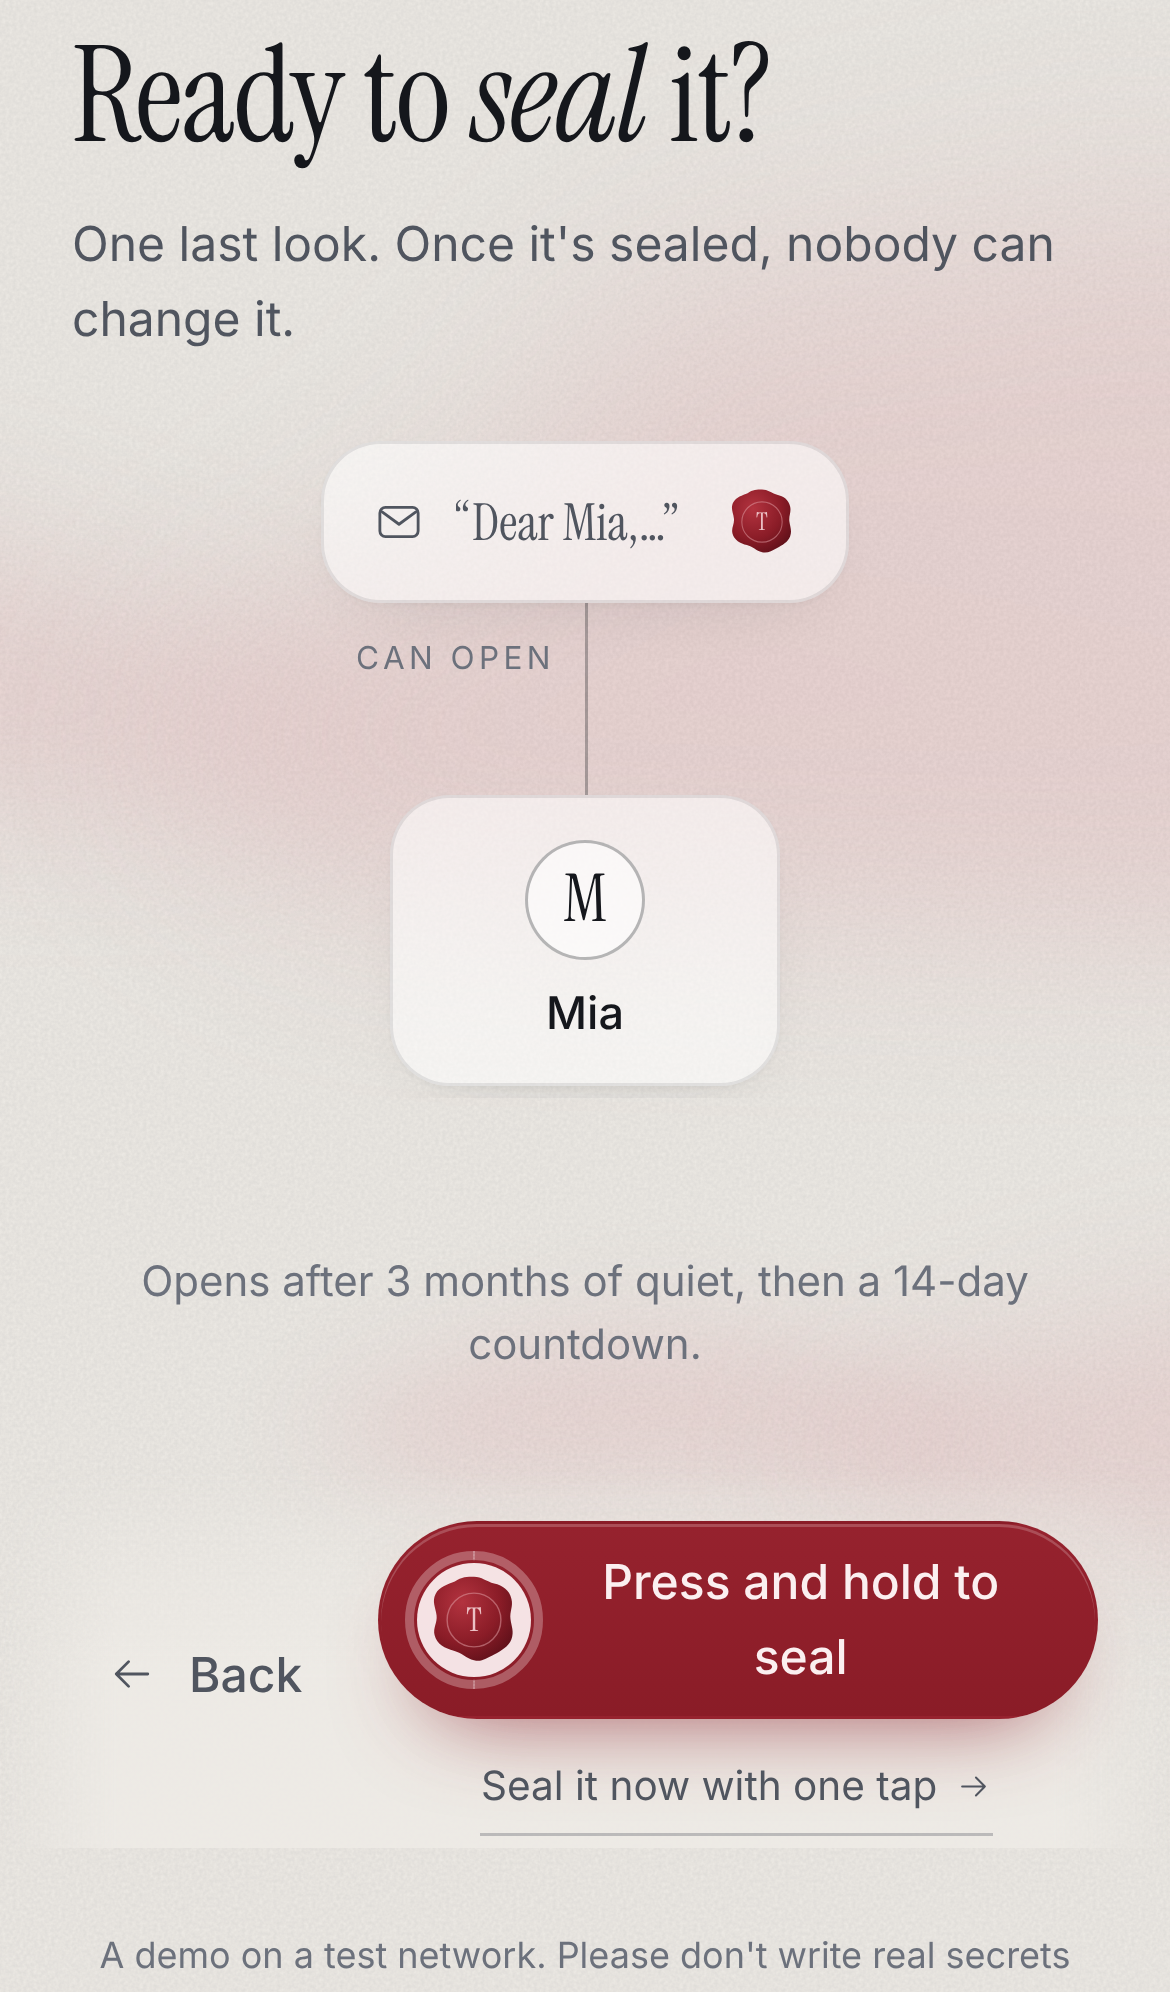 Ready to seal it?
One last look. Once it's sealed, nobody can
change it.
“Dear Mia,...”
T
CAN OPEN
M
Mia
Opens after 3 months of quiet, then a 14-day
countdown.
T
Press and hold to
seal
← Back
Seal it now with one tap →
A demo on a test network. Please don't write real secrets